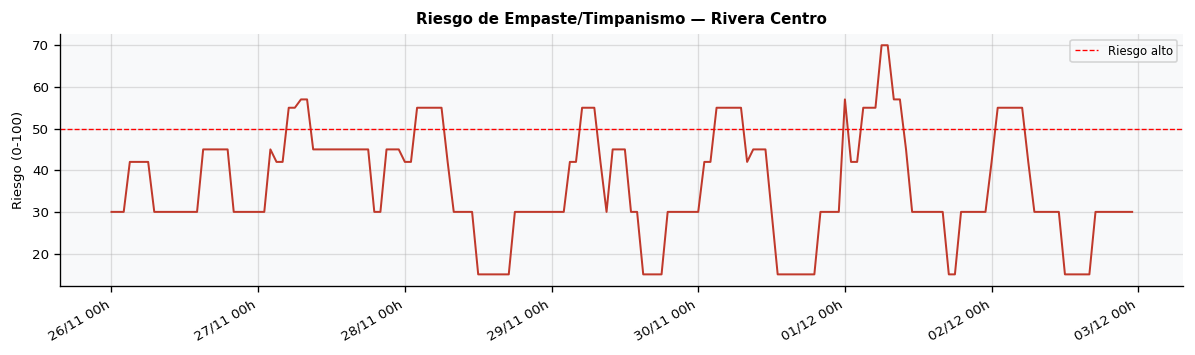 Riesgo de Empaste/Timpanismo — Rivera Centro
Riesgo alto
Riesgo (0-100)
70
60
50
40
30
20
26/11 00h
27/11 00h
28/11 00h
29/11 00h
30/11 00h
01/12 00h
02/12 00h
03/12 00h